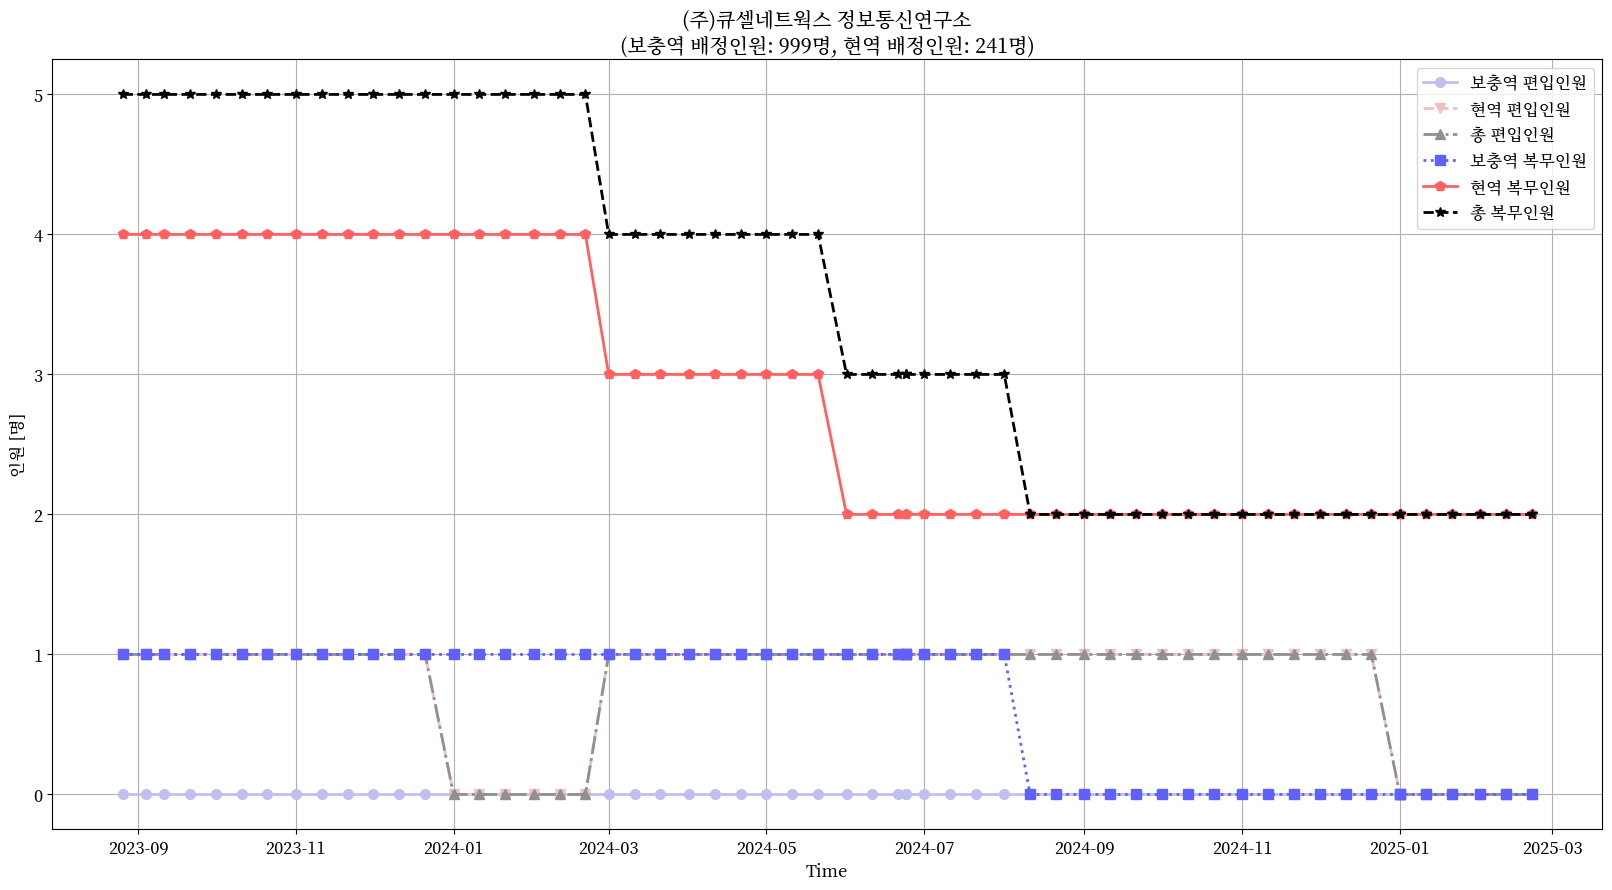 (주)큐셀네트웍스 정보통신연구소
(보충역 배정인원: 999명, 현역 배정인원: 241명)
보충역 편입인원
현역 편입인원
총 편입인원
보충역 복무인원
현역 복무인원
총 복무인원
5
4
3
2
1
0
인원 [명]
2023-09
2023-11
2024-01
2024-03
2024-05
2024-07
2024-09
2024-11
2025-01
2025-03
Time